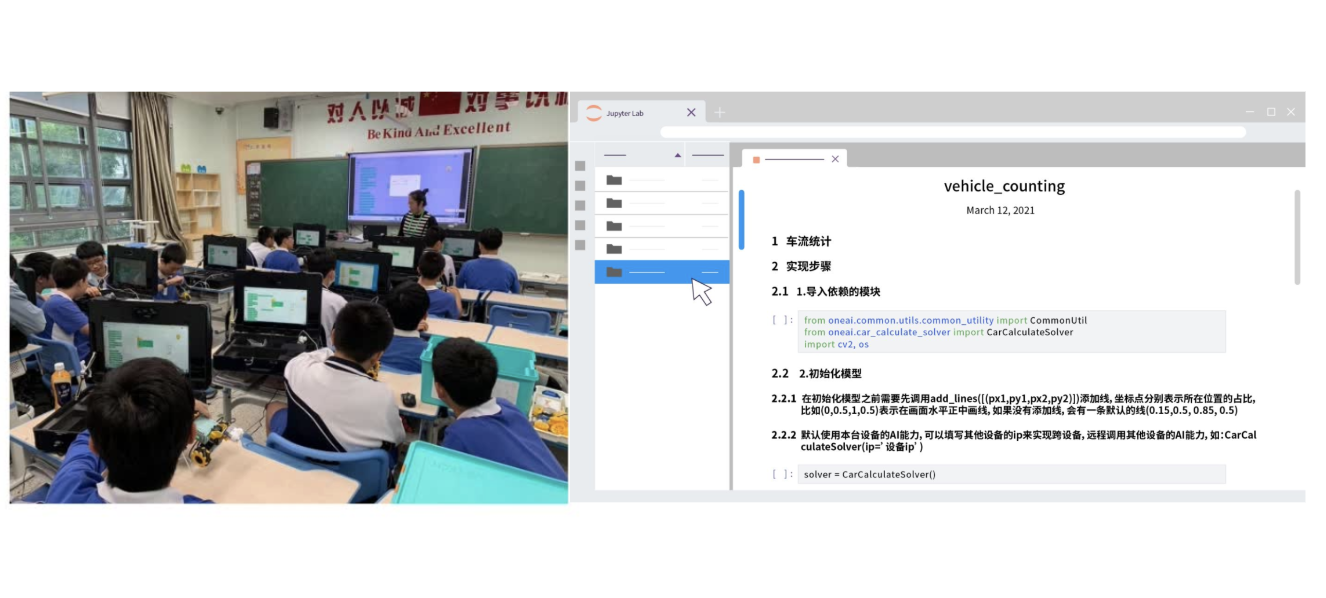 对人以诚 对事以
Be Kind And Excellent
Jupyter Lab
vehicle_counting
March 12, 2021
1 车流统计
2 实现步骤
2.1 1.导入依赖的模块
[ ]: from oneai.common.utils.common_utility import CommonUtil
from oneai.car_calculate_solver import CarCalculateSolver
import cv2, os
2.2 2.初始化模型
2.2.1 在初始化模型之前需要先调用add_lines([(px1,py1,px2,py2)])添加线, 坐标点分别表示所在位置的占比,
比如(0,0.5,1,0.5)表示在画面水平正中画线, 如果没有添加线, 会有一条默认的线(0.15,0.5, 0.85, 0.5)
2.2.2 默认使用本台设备的AI能力, 可以填写其他设备的ip来实现跨设备, 远程调用其他设备的AI能力, 如: CarCal
culateSolver(ip=' 设备ip' )
[ ]: solver = CarCalculateSolver()